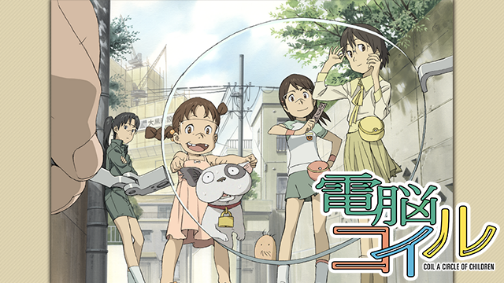 電脳
コイル
COIL A CIRCLE OF CHILDREN